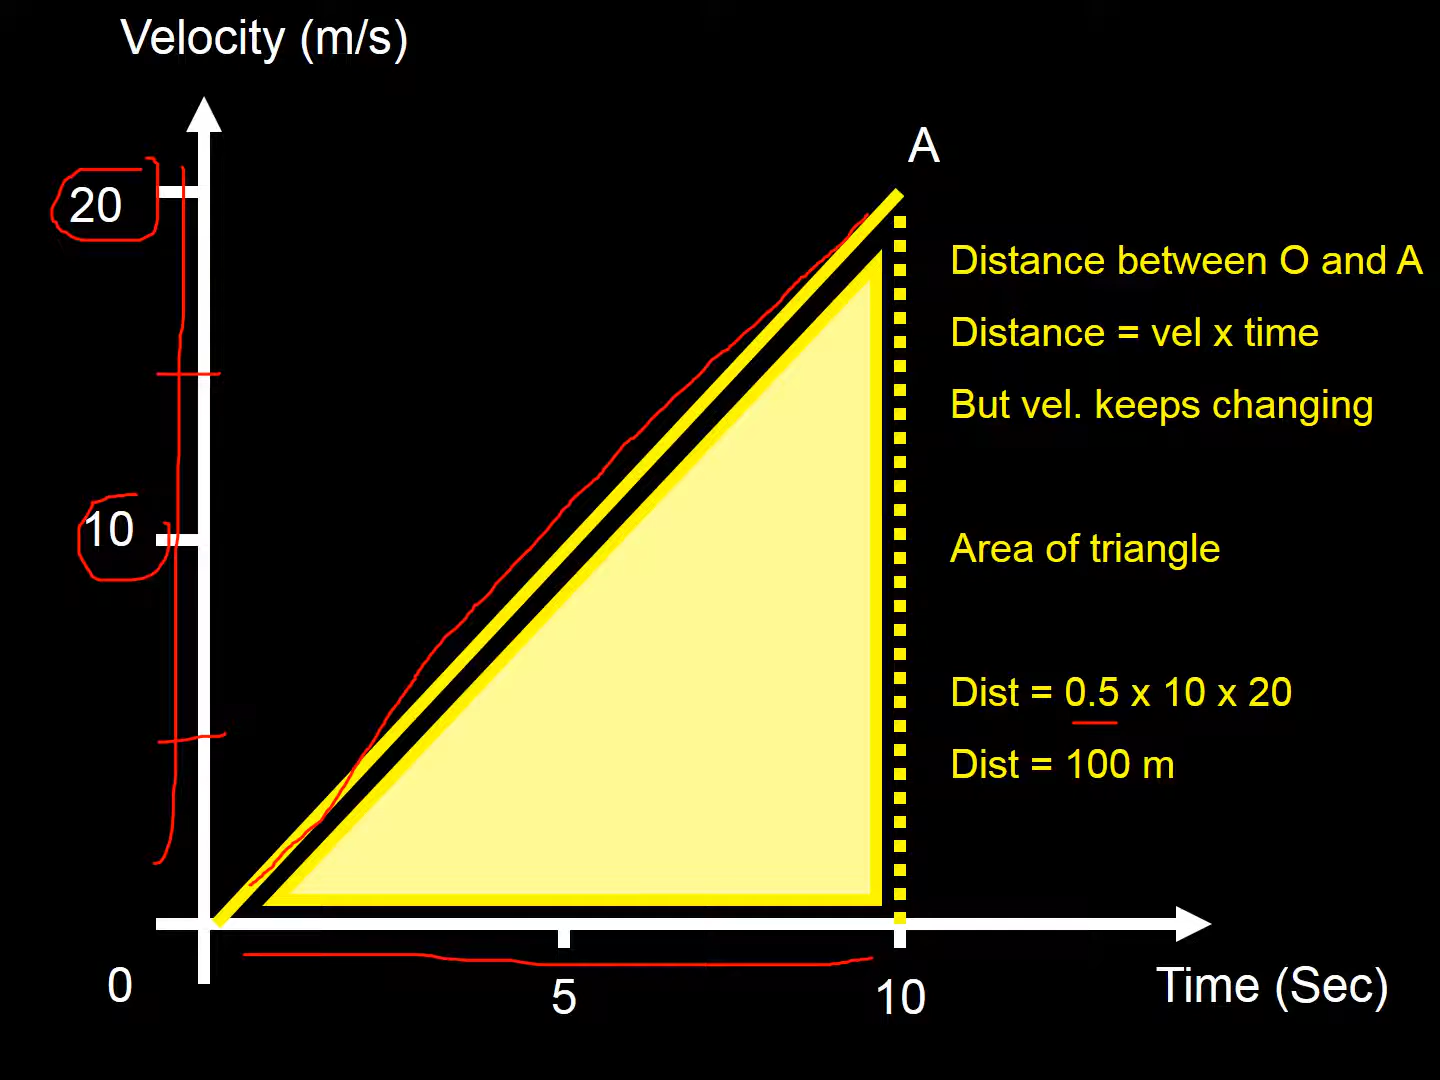 Velocity (m/s)
A
20
Distance between O and A
Distance = vel x time
But vel. keeps changing
10
Area of triangle
Dist = 0.5 x 10 x 20
Dist = 100 m
0
5
10
Time (Sec)